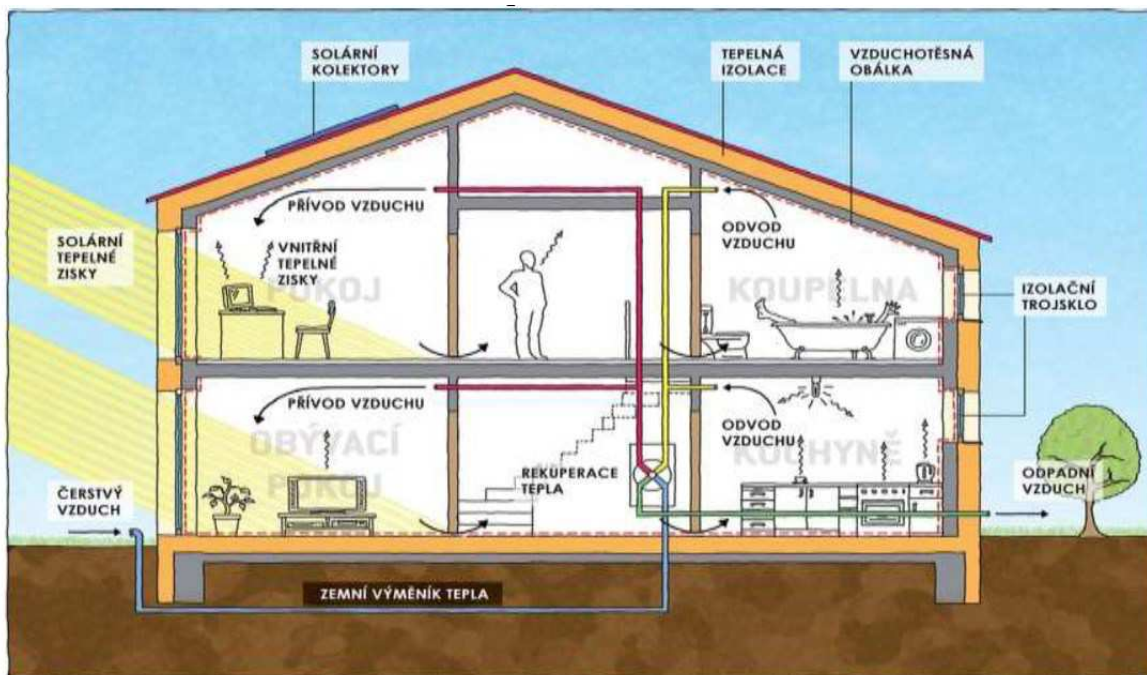 SOLÁRNÍ
KOLEKTORY
TEPELNÁ
IZOLACE
VZDUCHOTĚSNÁ
OBÁLKA
PŘÍVOD VZDUCHU
ODVOD
VZDUCHU
SOLÁRNÍ
TEPELNÉ
ZISKY
VNITŘNÍ
TEPELNÉ
ZISKY
POKOJ
KOUPELNA
IZOLAČNÍ
TROJSKLO
PŘÍVOD VZDUCHU
ODVOD
VZDUCHU
OBÝVACÍ
POKOJ
KUCHYNĚ
REKUPERACE
TEPLA
ČERSTVÝ
VZDUCH
ODPADNÍ
VZDUCH
ZEMNÍ VÝMĚNÍK TEPLA